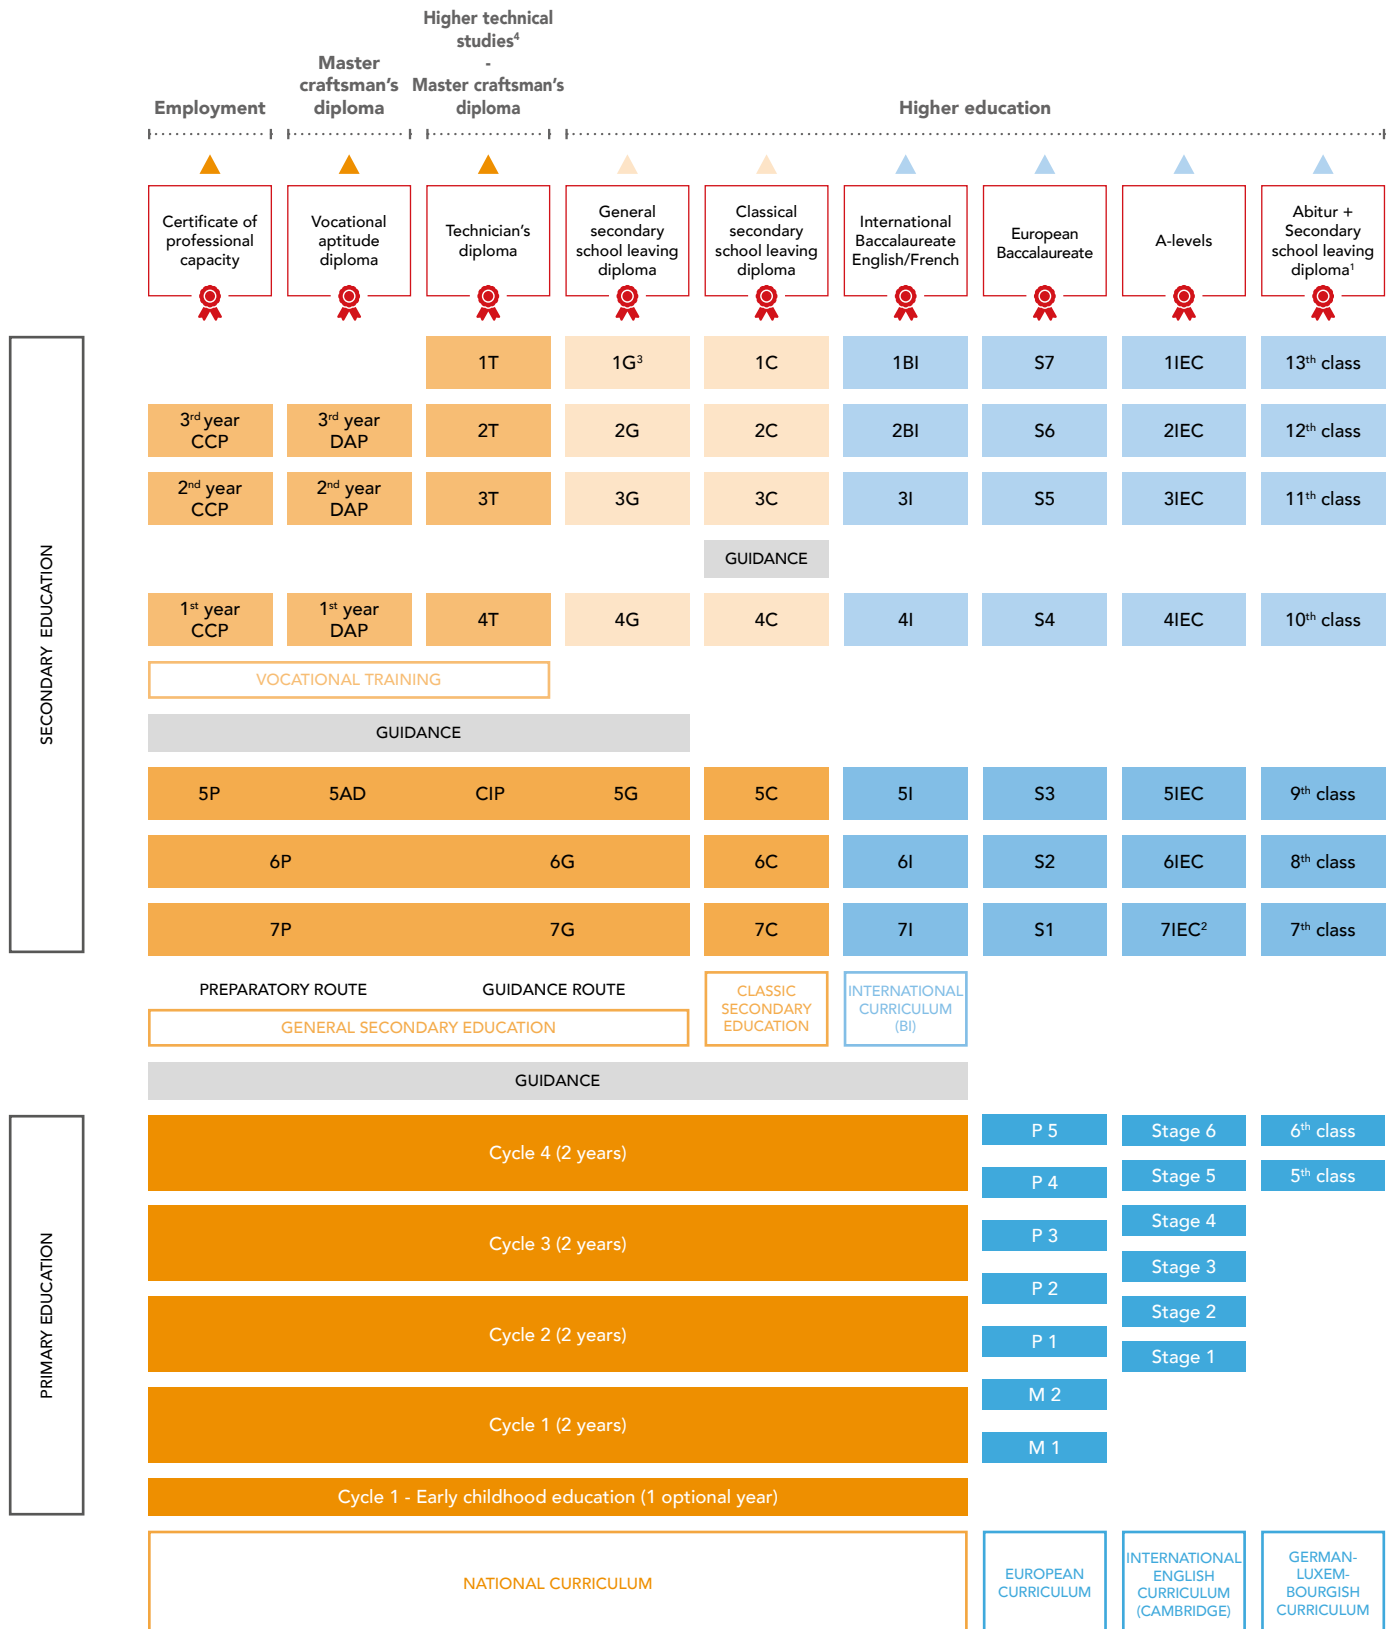 Higher technical
studies⁴
-
Master craftsman's
diploma
Master
craftsman's
diploma
Employment
Higher education
Certificate of
professional
capacity
Vocational
aptitude
diploma
Technician's
diploma
General
secondary
school leaving
diploma
Classical
secondary
school leaving
diploma
International
Baccalaureate
English/French
European
Baccalaureate
A-levels
Abitur +
Secondary
school leaving
diploma¹
SECONDARY EDUCATION
1T
1G³
1C
1BI
S7
1IEC
13th class
3rd year
CCP
3rd year
DAP
2T
2G
2C
2BI
S6
2IEC
12th class
2nd year
CCP
2nd year
DAP
3T
3G
3C
3I
S5
3IEC
11th class
GUIDANCE
1st year
CCP
1st year
DAP
4T
4G
4C
4I
S4
4IEC
10th class
VOCATIONAL TRAINING
GUIDANCE
5P
5AD
CIP
5G
5C
5I
S3
5IEC
9th class
6P
6G
6C
6I
S2
6IEC
8th class
7P
7G
7C
7I
S1
7IEC²
7th class
PREPARATORY ROUTE
GUIDANCE ROUTE
GENERAL SECONDARY EDUCATION
CLASSIC
SECONDARY
EDUCATION
INTERNATIONAL
CURRICULUM
(BI)
GUIDANCE
PRIMARY EDUCATION
Cycle 4 (2 years)
Cycle 3 (2 years)
Cycle 2 (2 years)
Cycle 1 (2 years)
Cycle 1 - Early childhood education (1 optional year)
P 5
P 4
P 3
P 2
P 1
M 2
M 1
Stage 6
Stage 5
Stage 4
Stage 3
Stage 2
Stage 1
6th class
5th class
NATIONAL CURRICULUM
EUROPEAN
CURRICULUM
INTERNATIONAL
ENGLISH
CURRICULUM
(CAMBRIDGE)
GERMAN-
LUXEM-
BOURGISH
CURRICULUM